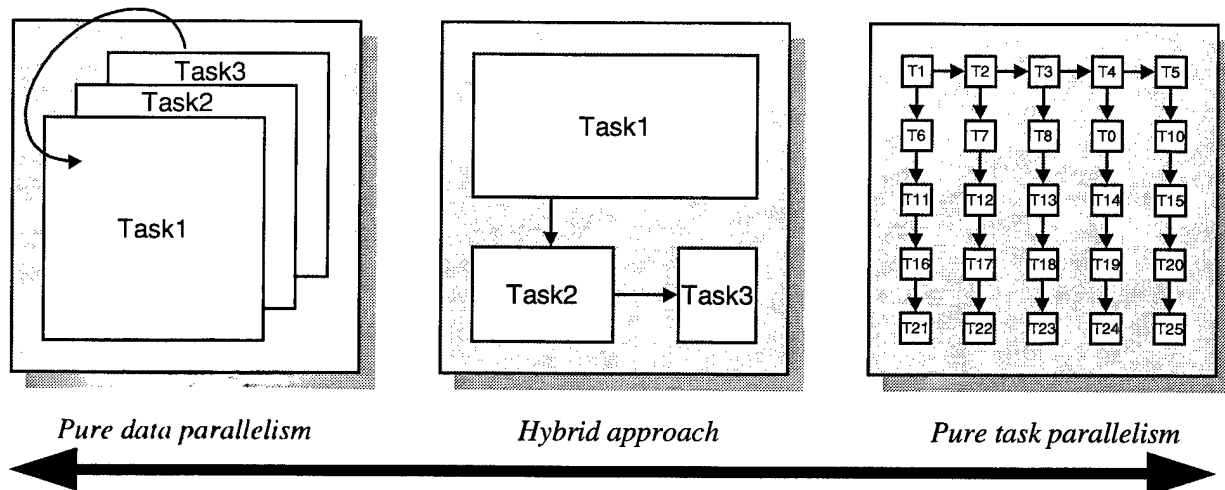 Task3
Task2
Task1
Task1
Task2
Task3
T1 T2 T3 T4 T5
T6 T7 T8 T0 T10
T11 T12 T13 T14 T15
T16 T17 T18 T19 T20
T21 T22 T23 T24 T25
Pure data parallelism
Hybrid approach
Pure task parallelism